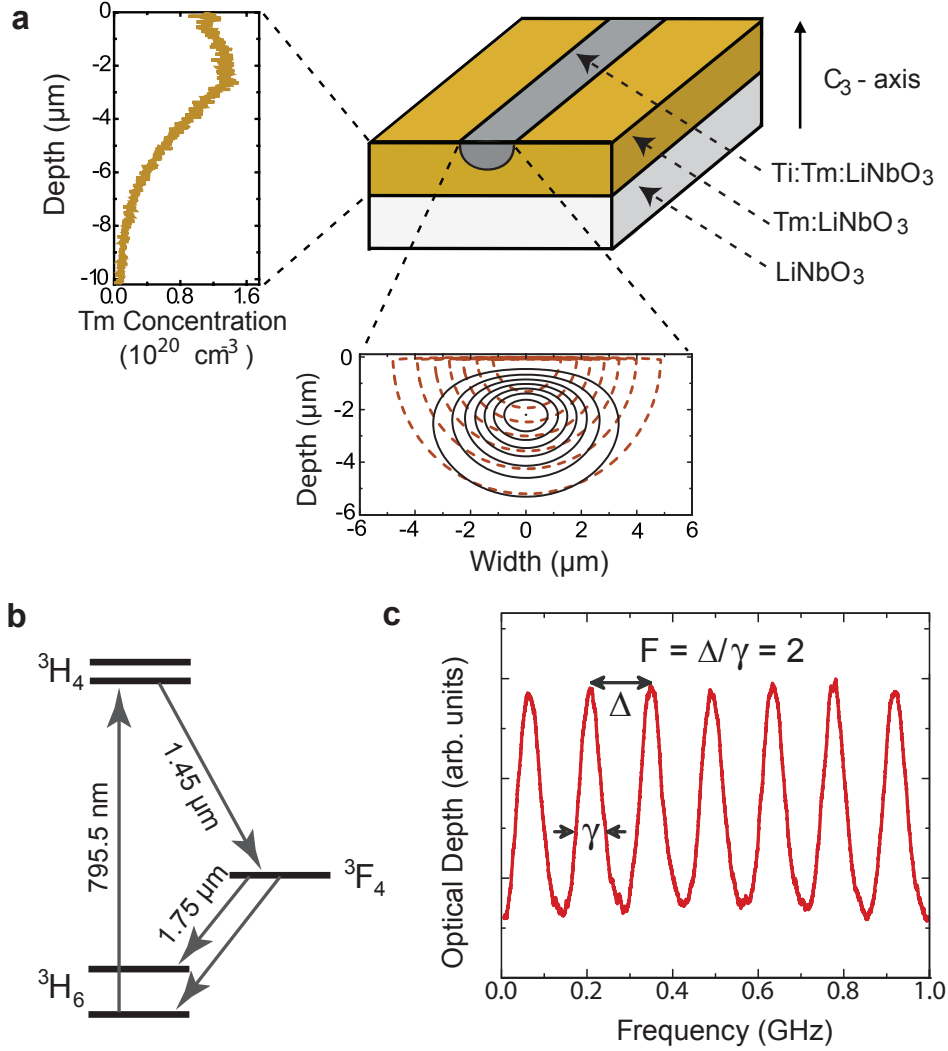 a
0
-2
-4
-6
-8
-10
Depth (µm)
0.0 0.8 1.6
Tm Concentration
(10²⁰ cm⁻³)
C₃ - axis
Ti:Tm:LiNbO₃
Tm:LiNbO₃
LiNbO₃
0
-2
-4
-6
Depth (µm)
-6 -4 -2 0 2 4 6
Width (µm)
b
³H₄
795.5 nm
1.45 µm
³F₄
1.75 µm
³H₆
c
F = Δ/γ = 2
Δ
γ
Optical Depth (arb. units)
0.0 0.2 0.4 0.6 0.8 1.0
Frequency (GHz)